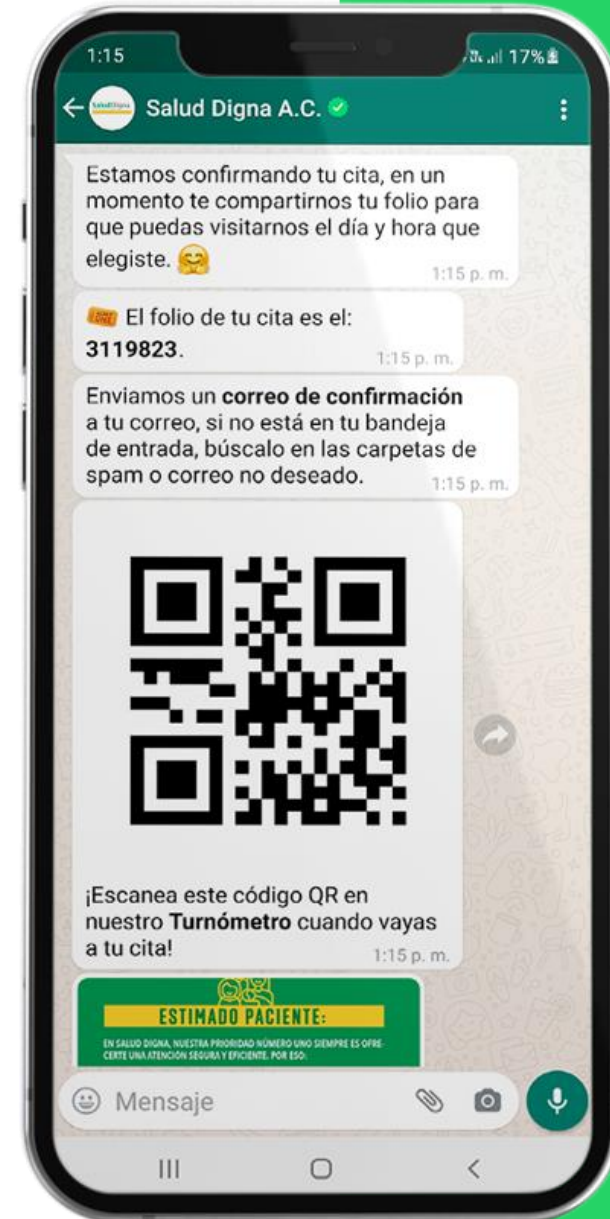 1:15
17%
Salud Digna A.C.
Estamos confirmando tu cita, en un
momento te compartirnos tu folio para
que puedas visitarnos el día y hora que
elegiste. 🤗
1:15 p. m.
🎫 El folio de tu cita es el:
3119823.
1:15 p. m.
Enviamos un correo de confirmación
a tu correo, si no está en tu bandeja
de entrada, búscalo en las carpetas de
spam o correo no deseado.
1:15 p. m.
¡Escanea este código QR en
nuestro Turnómetro cuando vayas
a tu cita!
1:15 p. m.
ESTIMADO PACIENTE:
EN SALUD DIGNA, NUESTRA PRIORIDAD NÚMERO UNO SIEMPRE ES OFRE-
CERTE UNA ATENCIÓN SEGURA Y EFICIENTE. POR ESO:
Mensaje